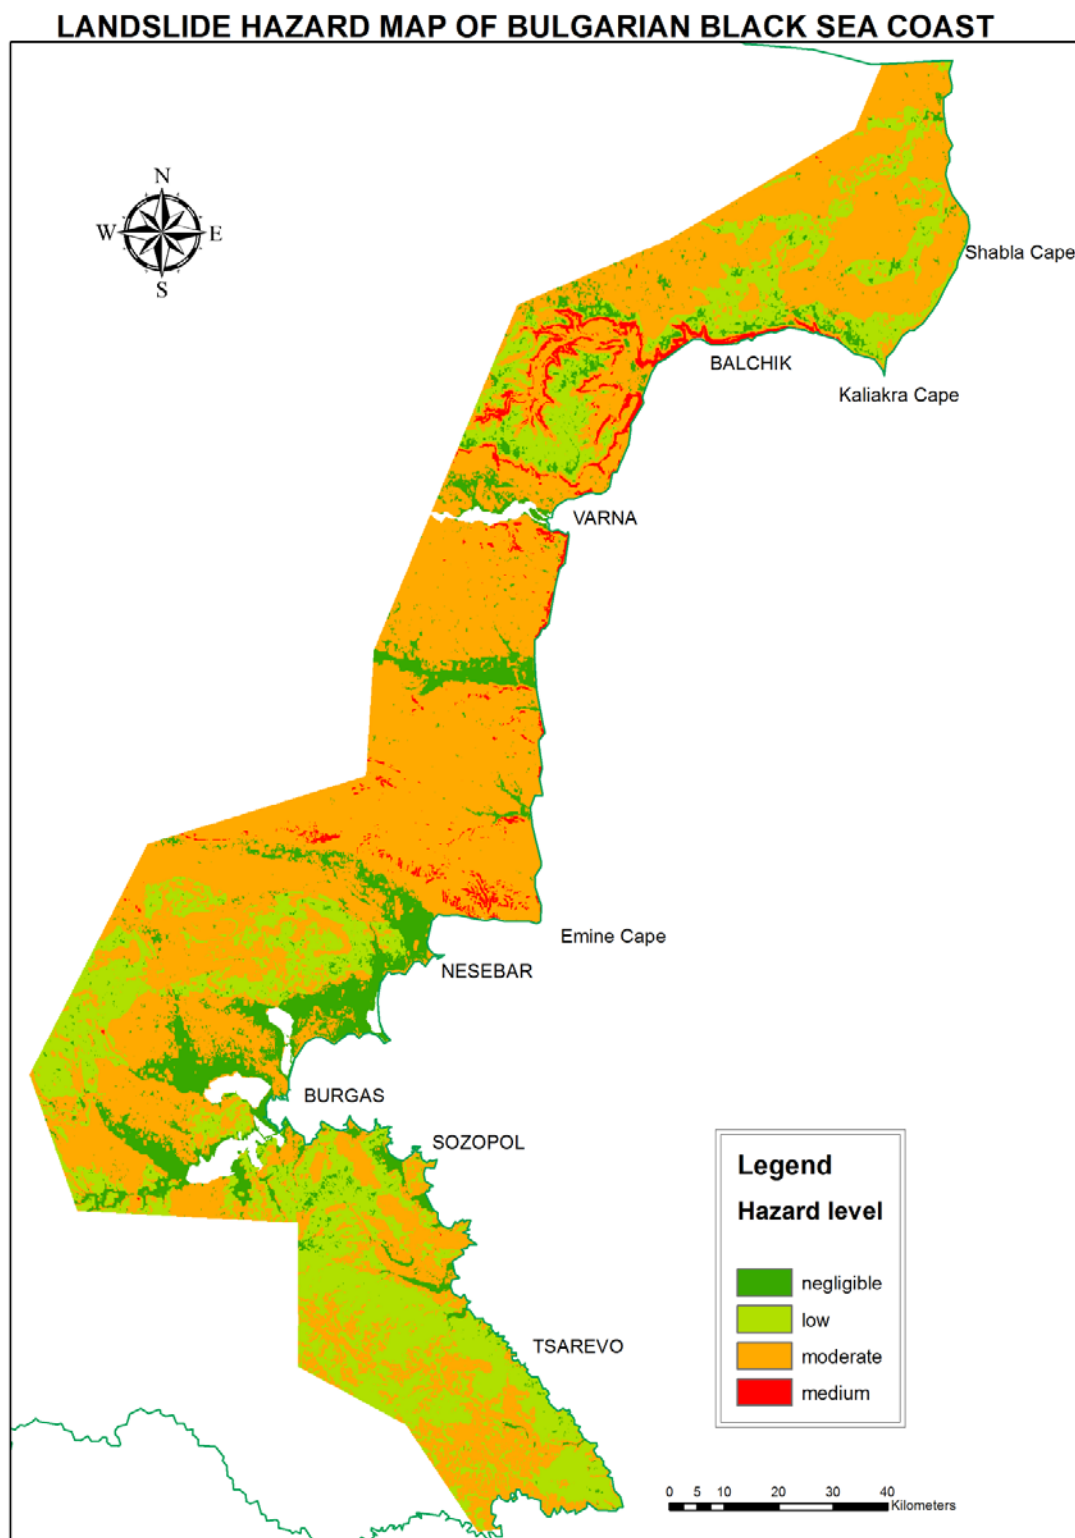 LANDSLIDE HAZARD MAP OF BULGARIAN BLACK SEA COAST
N
W E
S
Shabla Cape
BALCHIK
Kaliakra Cape
VARNA
Emine Cape
NESEBAR
BURGAS
SOZOPOL
TSAREVO
Legend
Hazard level
negligible
low
moderate
medium
0 5 10 20 30 40
Kilometers